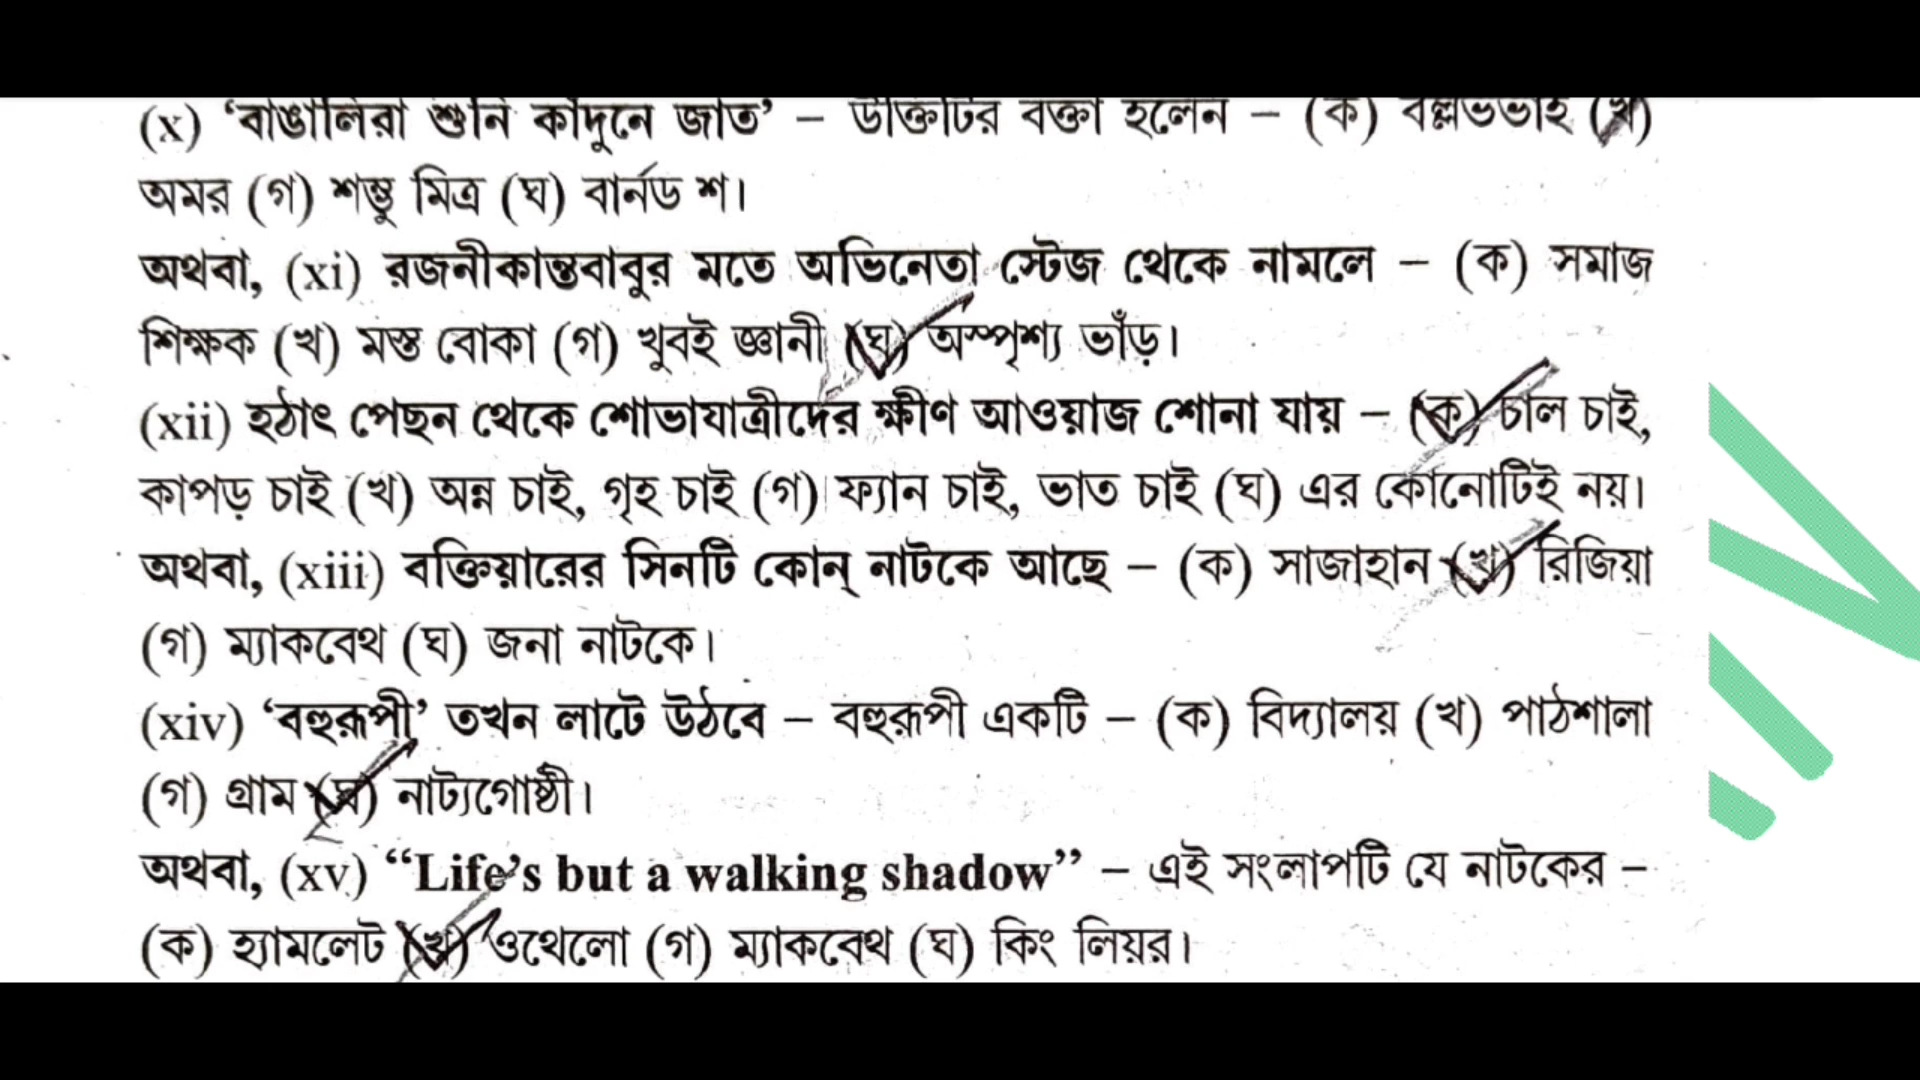 (x) ‘বাঙালিরা শুনি কাঁদুনে জাত’ – উক্তিটির বক্তা হলেন – (ক) বল্লভভাই (খ)
অমর (গ) শম্ভু মিত্র (ঘ) বার্নড শ।
অথবা, (xi) রজনীকান্তবাবুর মতে অভিনেতা স্টেজ থেকে নামলে – (ক) সমাজ
শিক্ষক (খ) মস্ত বোকা (গ) খুবই জ্ঞানী (ঘ) অস্পৃশ্য ভাঁড়।
(xii) হঠাৎ পেছন থেকে শোভাযাত্রীদের ক্ষীণ আওয়াজ শোনা যায় – (ক) চাল চাই,
কাপড় চাই (খ) অন্ন চাই, গৃহ চাই (গ) ফ্যান চাই, ভাত চাই (ঘ) এর কোনোটিই নয়।
অথবা, (xiii) বক্তিয়ারের সিনটি কোন্ নাটকে আছে – (ক) সাজাহান (খ) রিজিয়া
(গ) ম্যাকবেথ (ঘ) জনা নাটকে।
(xiv) ‘বহুরূপী’ তখন লাটে উঠবে – বহুরূপী একটি – (ক) বিদ্যালয় (খ) পাঠশালা
(গ) গ্রাম (ঘ) নাট্যগোষ্ঠী।
অথবা, (xv) “Life’s but a walking shadow” – এই সংলাপটি যে নাটকের –
(ক) হ্যামলেট (খ) ওথেলো (গ) ম্যাকবেথ (ঘ) কিং লিয়র।